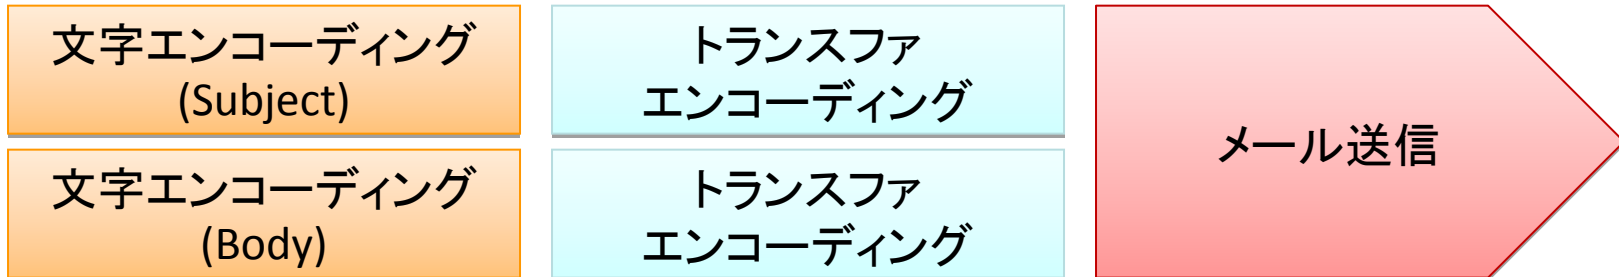 文字エンコーディング
(Subject)
トランスファ
エンコーディング
文字エンコーディング
(Body)
トランスファ
エンコーディング
メール送信